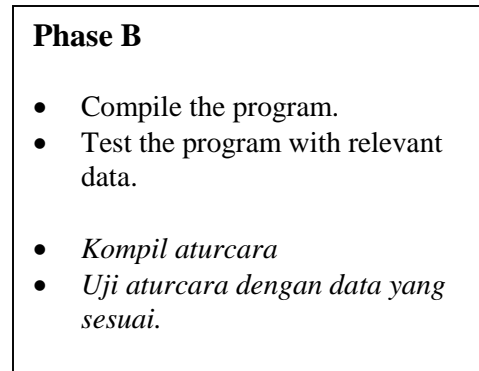 Phase B
• Compile the program.
• Test the program with relevant
data.
• Kompil aturcara
• Uji aturcara dengan data yang
sesuai.